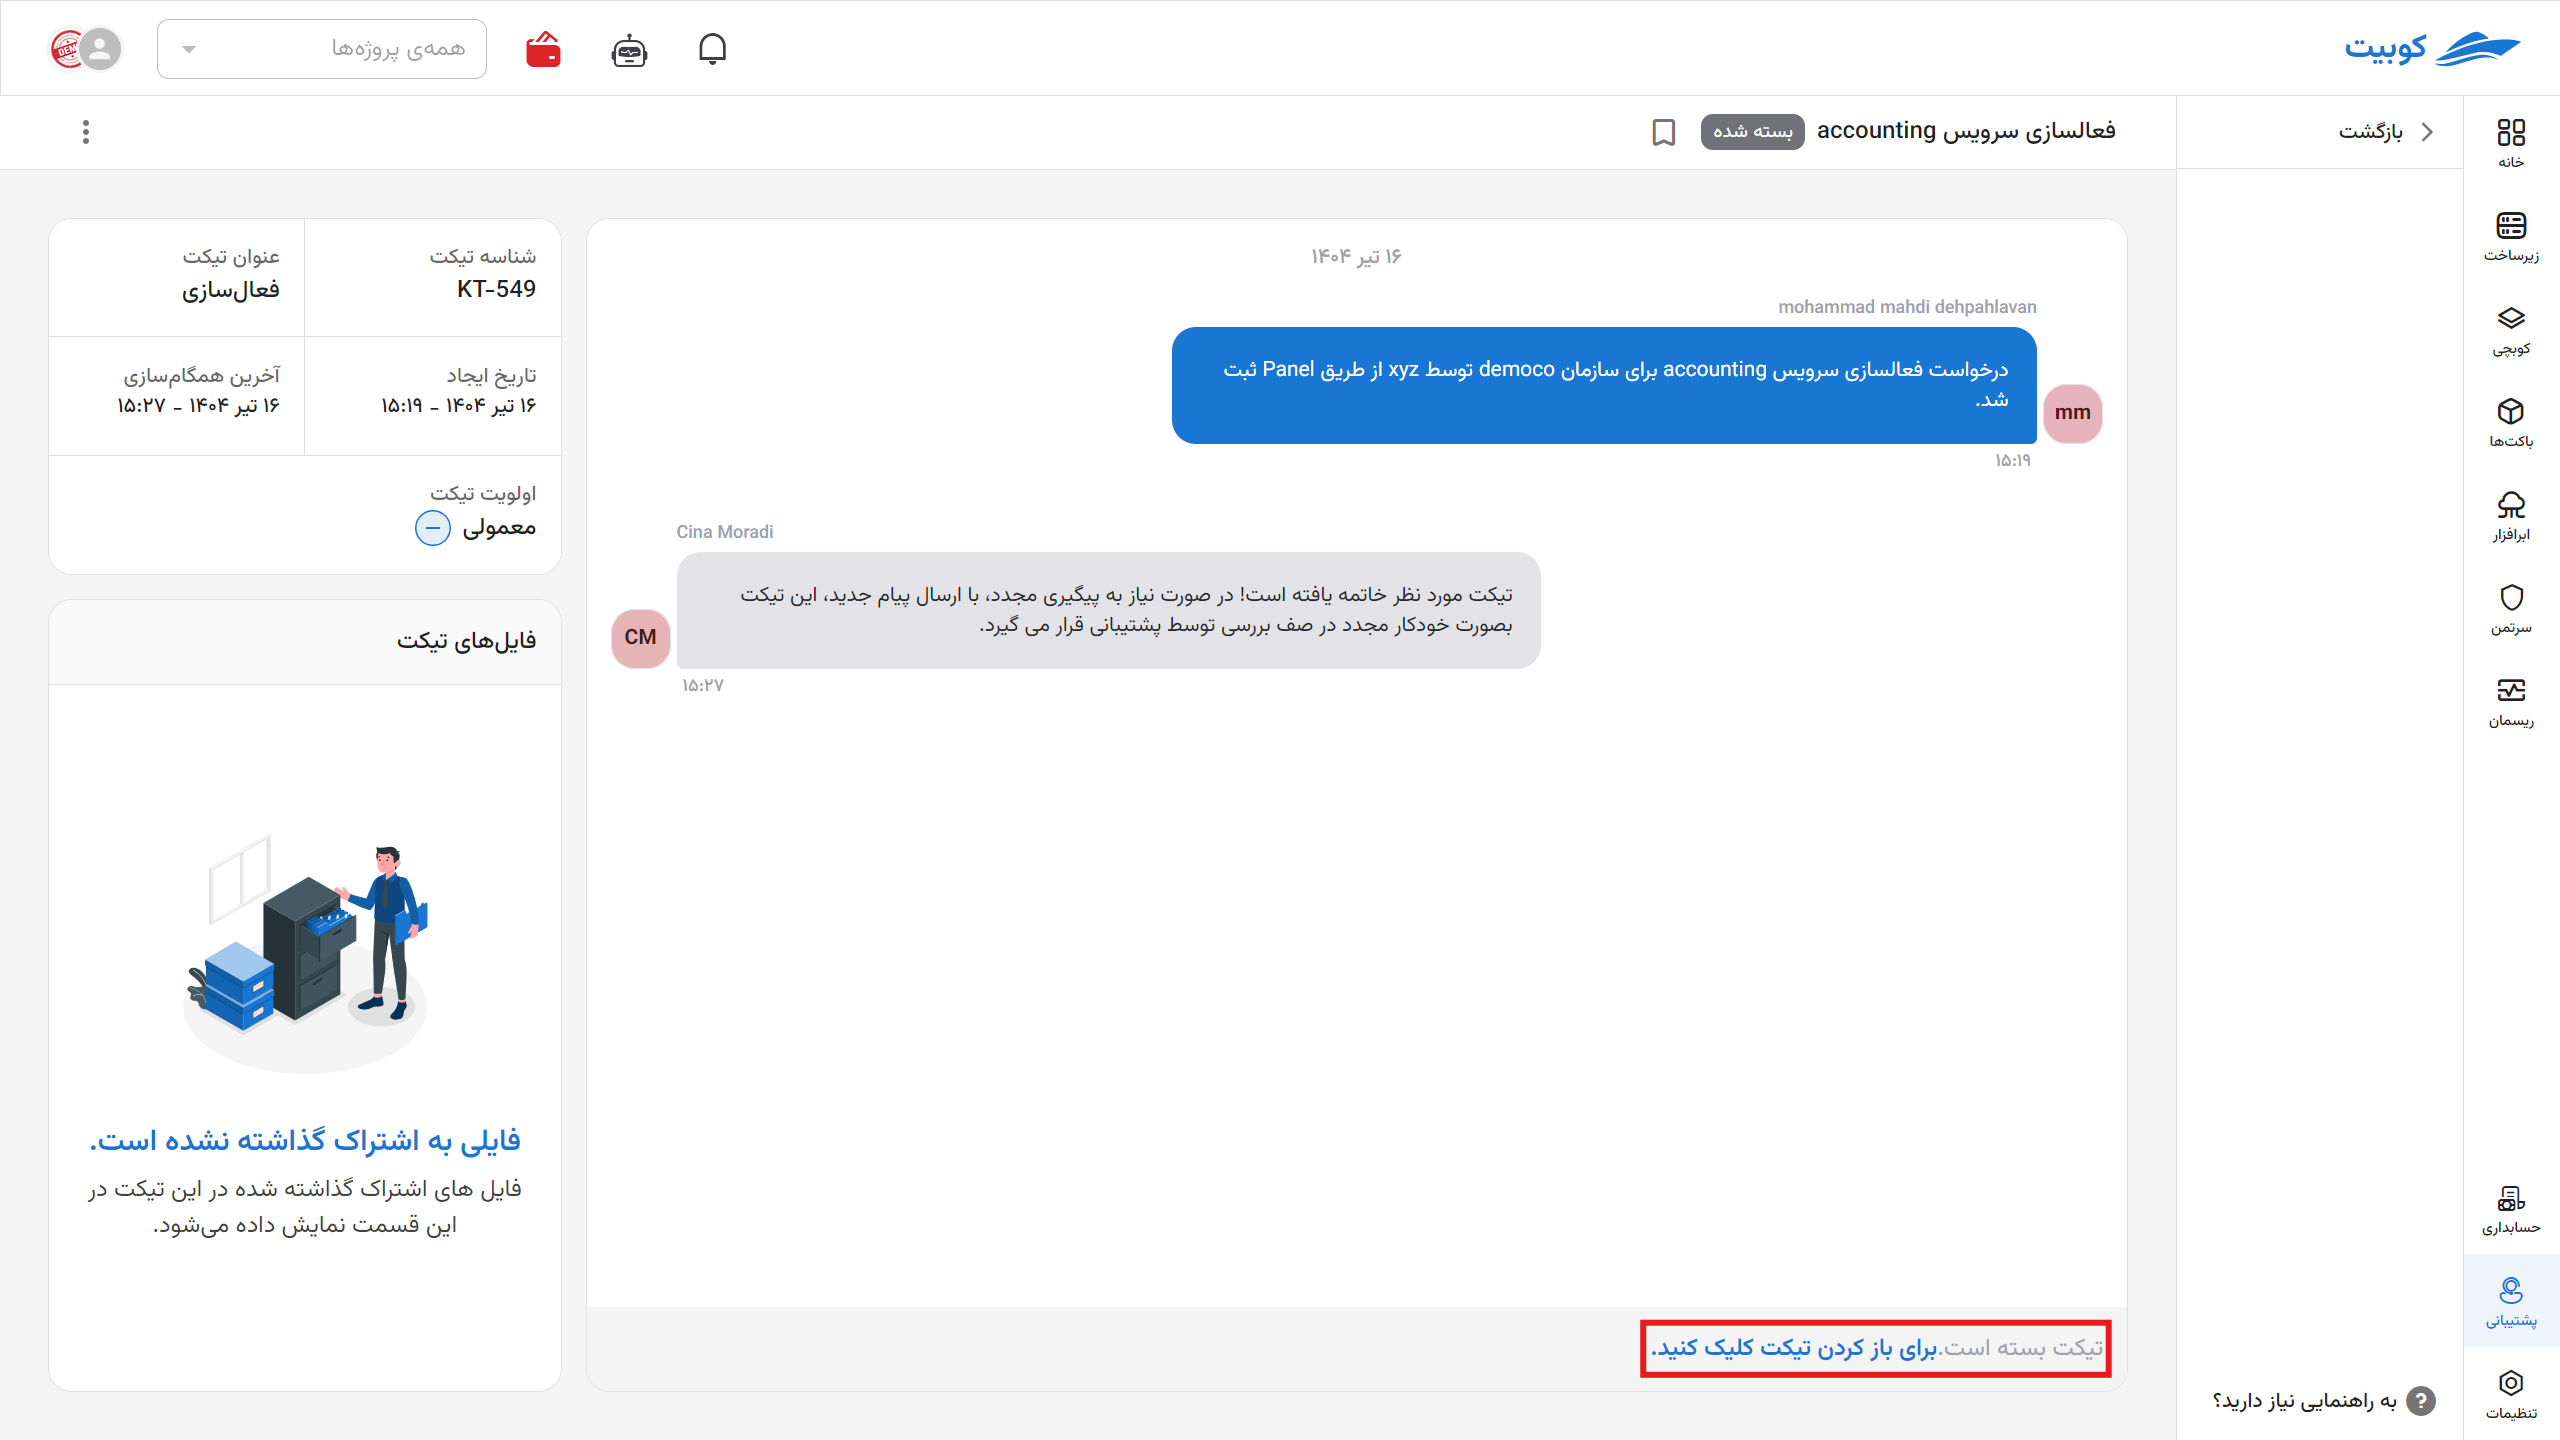 کوبیت
همه‌ی پروژه‌ها
DEMO
خانه
زیرساخت
کوبچی
باکت‌ها
ابرافزار
سرتمن
ریسمان
حسابداری
پشتیبانی
تنظیمات
بازگشت
به راهنمایی نیاز دارید؟
فعالسازی سرویس accounting
بسته شده
۱۶ تیر ۱۴۰۴
mohammad mahdi dehpahlavan
درخواست فعالسازی سرویس accounting برای سازمان democo توسط xyz از طریق Panel ثبت
شد.
mm
۱۵:۱۹
Cina Moradi
تیکت مورد نظر خاتمه یافته است! در صورت نیاز به پیگیری مجدد، با ارسال پیام جدید، این تیکت
بصورت خودکار مجدد در صف بررسی توسط پشتیبانی قرار می گیرد.
CM
۱۵:۲۷
تیکت بسته است.برای باز کردن تیکت کلیک کنید.
شناسه تیکت
KT-549
عنوان تیکت
فعال‌سازی
تاریخ ایجاد
۱۶ تیر ۱۴۰۴ - ۱۵:۱۹
آخرین همگام‌سازی
۱۶ تیر ۱۴۰۴ - ۱۵:۲۷
اولویت تیکت
معمولی
فایل‌های تیکت
فایلی به اشتراک گذاشته نشده است.
فایل های اشتراک گذاشته شده در این تیکت در
این قسمت نمایش داده می‌شود.